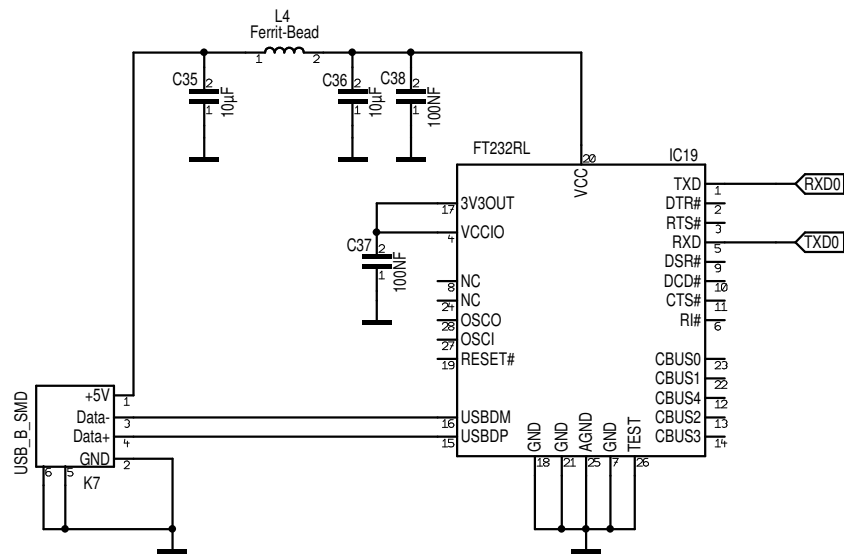 L4
Ferrit-Bead
1 2
C35 2 1 10µF
C36 2 1 10µF
C38 2 1 100NF
FT232RL
IC19
20
VCC
17 3V3OUT
4 VCCIO
C37 2 1 100NF
8 NC
24 NC
28 OSCO
27 OSCI
19 RESET#
16 USBDM
15 USBDP
TXD 1 RXD0
DTR# 2
RTS# 3
RXD 5 TXD0
DSR# 9
DCD# 10
CTS# 11
RI# 6
CBUS0 23
CBUS1 22
CBUS4 12
CBUS2 13
CBUS3 14
GND GND AGND GND TEST
18 21 25 7 26
USB_B_SMD
+5V 1
Data- 3
Data+ 4
GND 2
6 5
K7